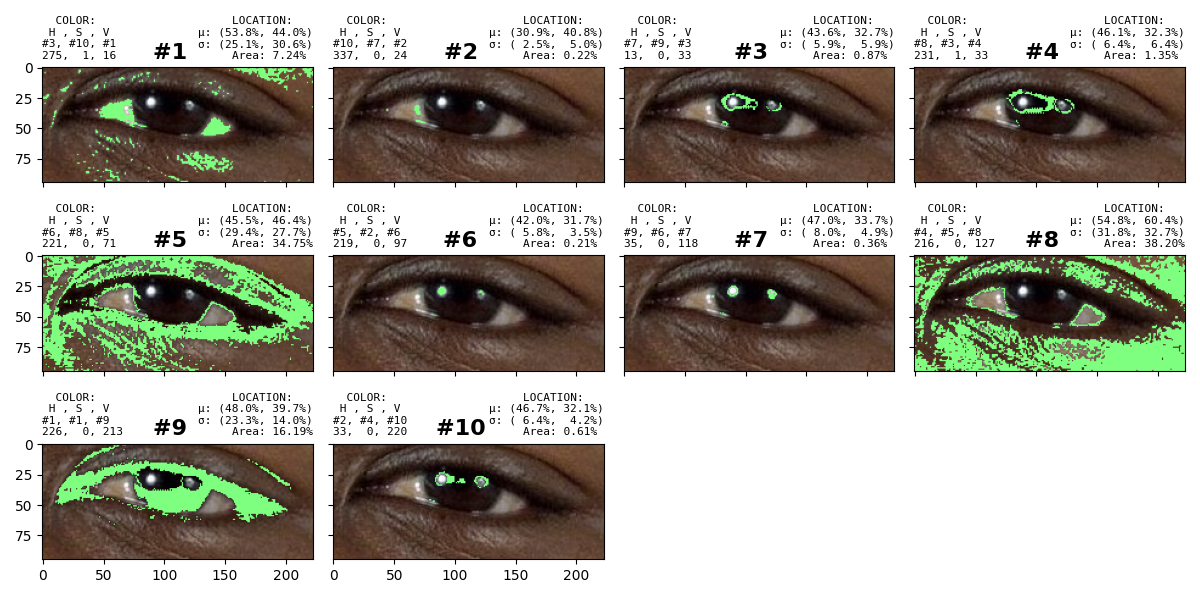 COLOR: LOCATION:
H , S , V μ: (53.8%, 44.0%)
#3, #10, #1 #1 σ: (25.1%, 30.6%)
275, 1, 16 Area: 7.24%
COLOR: LOCATION:
H , S , V μ: (30.9%, 40.8%)
#10, #7, #2 #2 σ: ( 2.5%, 5.0%)
337, 0, 24 Area: 0.22%
COLOR: LOCATION:
H , S , V μ: (43.6%, 32.7%)
#7, #9, #3 #3 σ: ( 5.9%, 5.9%)
13, 0, 33 Area: 0.87%
COLOR: LOCATION:
H , S , V μ: (46.1%, 32.3%)
#8, #3, #4 #4 σ: ( 6.4%, 6.4%)
231, 1, 33 Area: 1.35%
0
25
50
75
COLOR: LOCATION:
H , S , V μ: (45.5%, 46.4%)
#6, #8, #5 #5 σ: (29.4%, 27.7%)
221, 0, 71 Area: 34.75%
COLOR: LOCATION:
H , S , V μ: (42.0%, 31.7%)
#5, #2, #6 #6 σ: ( 5.8%, 3.5%)
219, 0, 97 Area: 0.21%
COLOR: LOCATION:
H , S , V μ: (47.0%, 33.7%)
#9, #6, #7 #7 σ: ( 8.0%, 4.9%)
35, 0, 118 Area: 0.36%
COLOR: LOCATION:
H , S , V μ: (54.8%, 60.4%)
#4, #5, #8 #8 σ: (31.8%, 32.7%)
216, 0, 127 Area: 38.20%
0
25
50
75
COLOR: LOCATION:
H , S , V μ: (48.0%, 39.7%)
#1, #1, #9 #9 σ: (23.3%, 14.0%)
226, 0, 213 Area: 16.19%
COLOR: LOCATION:
H , S , V μ: (46.7%, 32.1%)
#2, #4, #10 #10 σ: ( 6.4%, 4.2%)
33, 0, 220 Area: 0.61%
0
25
50
75
0 50 100 150 200
0 50 100 150 200